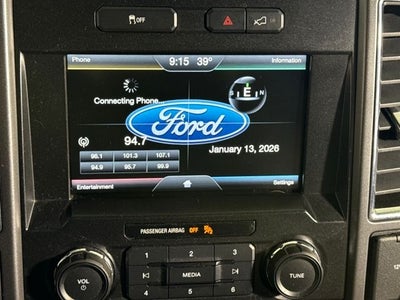 OFF
Phone
9:15 39°
Information
E
Connecting Phone...
Ford
94.7
January 13, 2026
96.1 101.3 107.1
94.9 95.7 99.9
Entertainment
Settings
PASSENGER AIRBAG OFF
1 2 3
MEDIA
4 5 6
VOL
TUNE